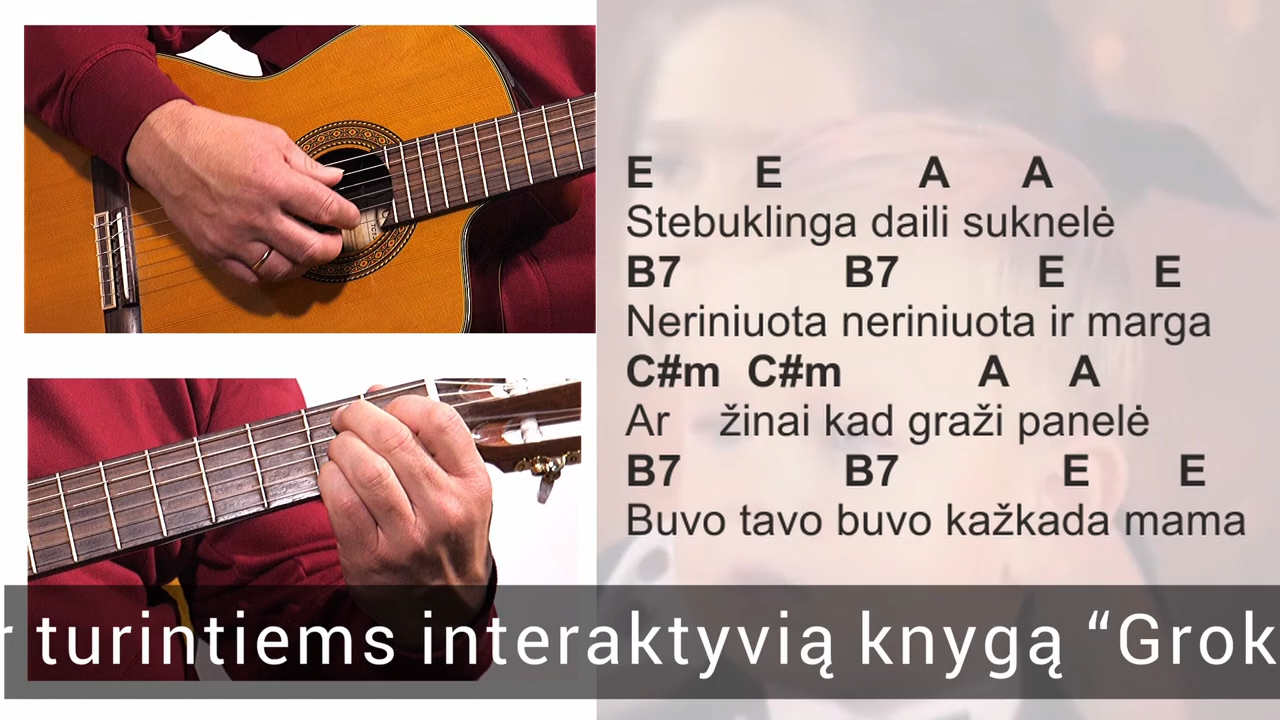 E E A A
Stebuklinga daili suknelė
B7 B7 E E
Neriniuota neriniuota ir marga
C#m C#m A A
Ar žinai kad graži panelė
B7 B7 E E
Buvo tavo buvo kažkada mama
turintiems interaktyvią knygą “Grok